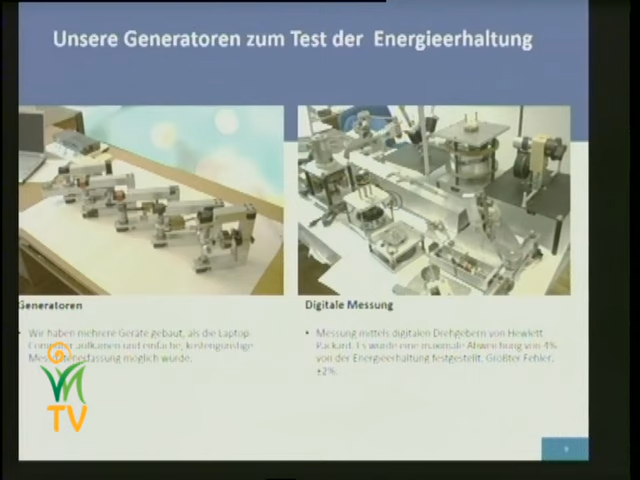 Unsere Generatoren zum Test der Energieerhaltung
Generatoren
Digitale Messung
• Wir haben mehrere Geräte gebaut, als die Laptop
Computer aufkamen und einfache, kostengünstige
Messdatenerfassung möglich wurde.
• Messung mittels digitalen Drehgebern von Hewlett
Packard. Es wurde eine maximale Abweichung von 4%
von der Energieerhaltung festgestellt. Größter Fehler.
±2%.
TV
9